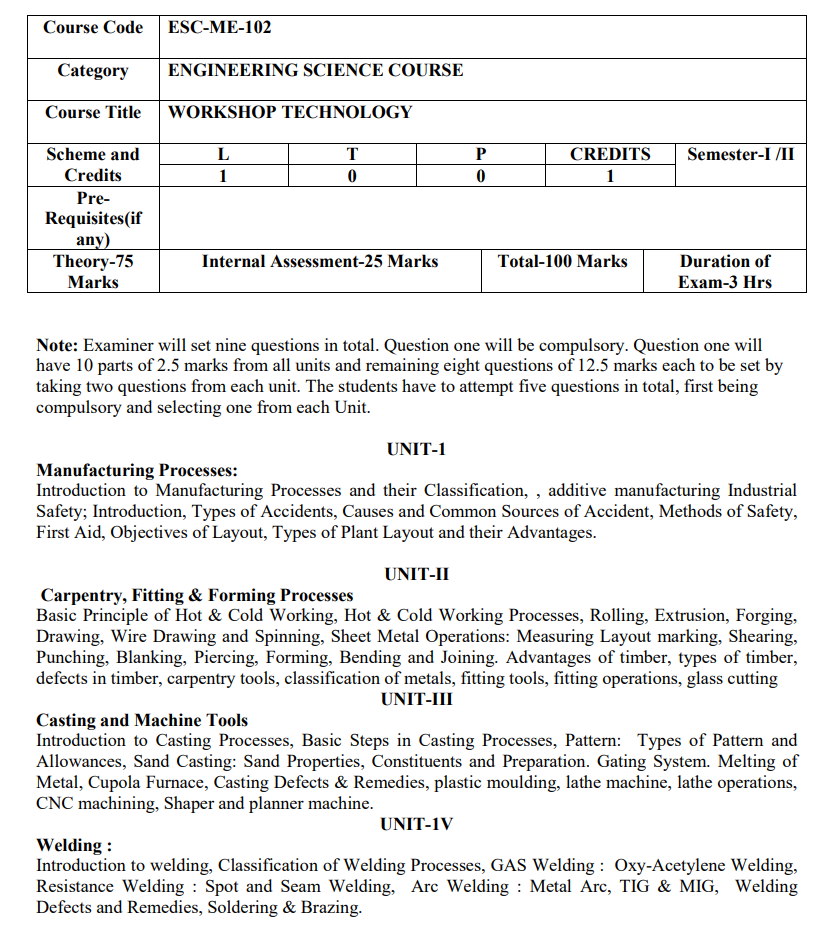 Course Code ESC-ME-102
Category ENGINEERING SCIENCE COURSE
Course Title WORKSHOP TECHNOLOGY
Scheme and Credits L T P CREDITS Semester-I /II
1 0 0 1
Pre-
Requisites(if
any)
Theory-75 Marks Internal Assessment-25 Marks Total-100 Marks Duration of Exam-3 Hrs
Note: Examiner will set nine questions in total. Question one will be compulsory. Question one will
have 10 parts of 2.5 marks from all units and remaining eight questions of 12.5 marks each to be set by
taking two questions from each unit. The students have to attempt five questions in total, first being
compulsory and selecting one from each Unit.
UNIT-1
Manufacturing Processes:
Introduction to Manufacturing Processes and their Classification, , additive manufacturing Industrial
Safety; Introduction, Types of Accidents, Causes and Common Sources of Accident, Methods of Safety,
First Aid, Objectives of Layout, Types of Plant Layout and their Advantages.
UNIT-II
Carpentry, Fitting & Forming Processes
Basic Principle of Hot & Cold Working, Hot & Cold Working Processes, Rolling, Extrusion, Forging,
Drawing, Wire Drawing and Spinning, Sheet Metal Operations: Measuring Layout marking, Shearing,
Punching, Blanking, Piercing, Forming, Bending and Joining. Advantages of timber, types of timber,
defects in timber, carpentry tools, classification of metals, fitting tools, fitting operations, glass cutting
UNIT-III
Casting and Machine Tools
Introduction to Casting Processes, Basic Steps in Casting Processes, Pattern: Types of Pattern and
Allowances, Sand Casting: Sand Properties, Constituents and Preparation. Gating System. Melting of
Metal, Cupola Furnace, Casting Defects & Remedies, plastic moulding, lathe machine, lathe operations,
CNC machining, Shaper and planner machine.
UNIT-1V
Welding :
Introduction to welding, Classification of Welding Processes, GAS Welding : Oxy-Acetylene Welding,
Resistance Welding : Spot and Seam Welding, Arc Welding : Metal Arc, TIG & MIG, Welding
Defects and Remedies, Soldering & Brazing.